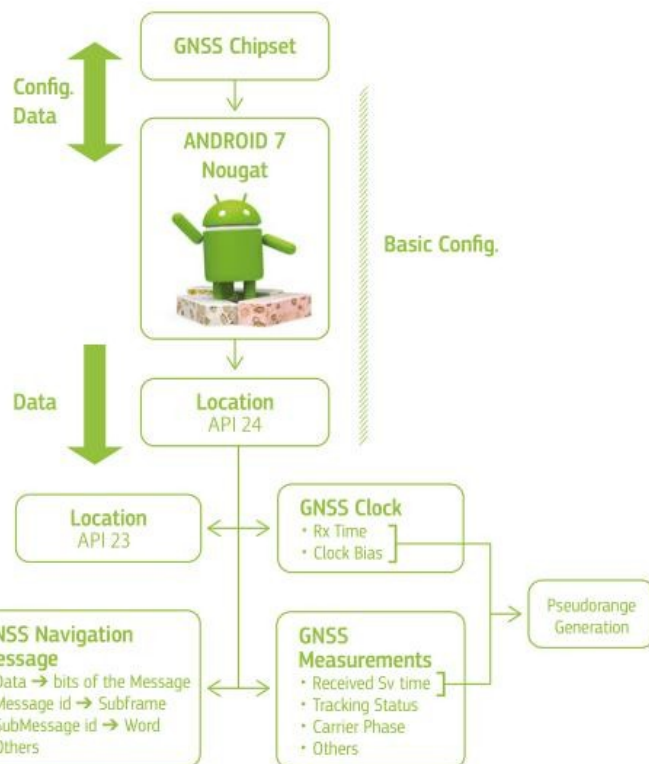 GNSS Chipset
Config.
Data
ANDROID 7
Nougat
Basic Config.
Data
Location
API 24
Location
API 23
GNSS Clock
• Rx Time
• Clock Bias
Pseudorange
Generation
NSS Navigation
essage
Data → bits of the Message
Message id → Subframe
SubMessage id → Word
Others
GNSS
Measurements
• Received Sv time
• Tracking Status
• Carrier Phase
• Others